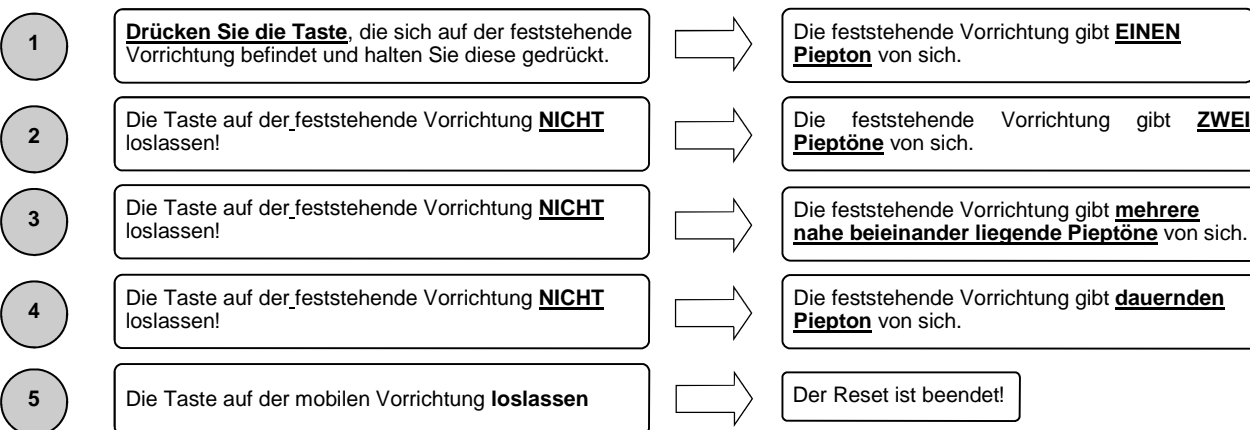 1
Drücken Sie die Taste, die sich auf der feststehende
Vorrichtung befindet und halten Sie diese gedrückt.
Die feststehende Vorrichtung gibt EINEN
Piepton von sich.
2
Die Taste auf der feststehende Vorrichtung NICHT
loslassen!
Die feststehende Vorrichtung gibt ZWEI
Pieptöne von sich.
3
Die Taste auf der feststehende Vorrichtung NICHT
loslassen!
Die feststehende Vorrichtung gibt mehrere
nahe beieinander liegende Pieptöne von sich.
4
Die Taste auf der feststehende Vorrichtung NICHT
loslassen!
Die feststehende Vorrichtung gibt dauernden
Piepton von sich.
5
Die Taste auf der mobilen Vorrichtung loslassen
Der Reset ist beendet!